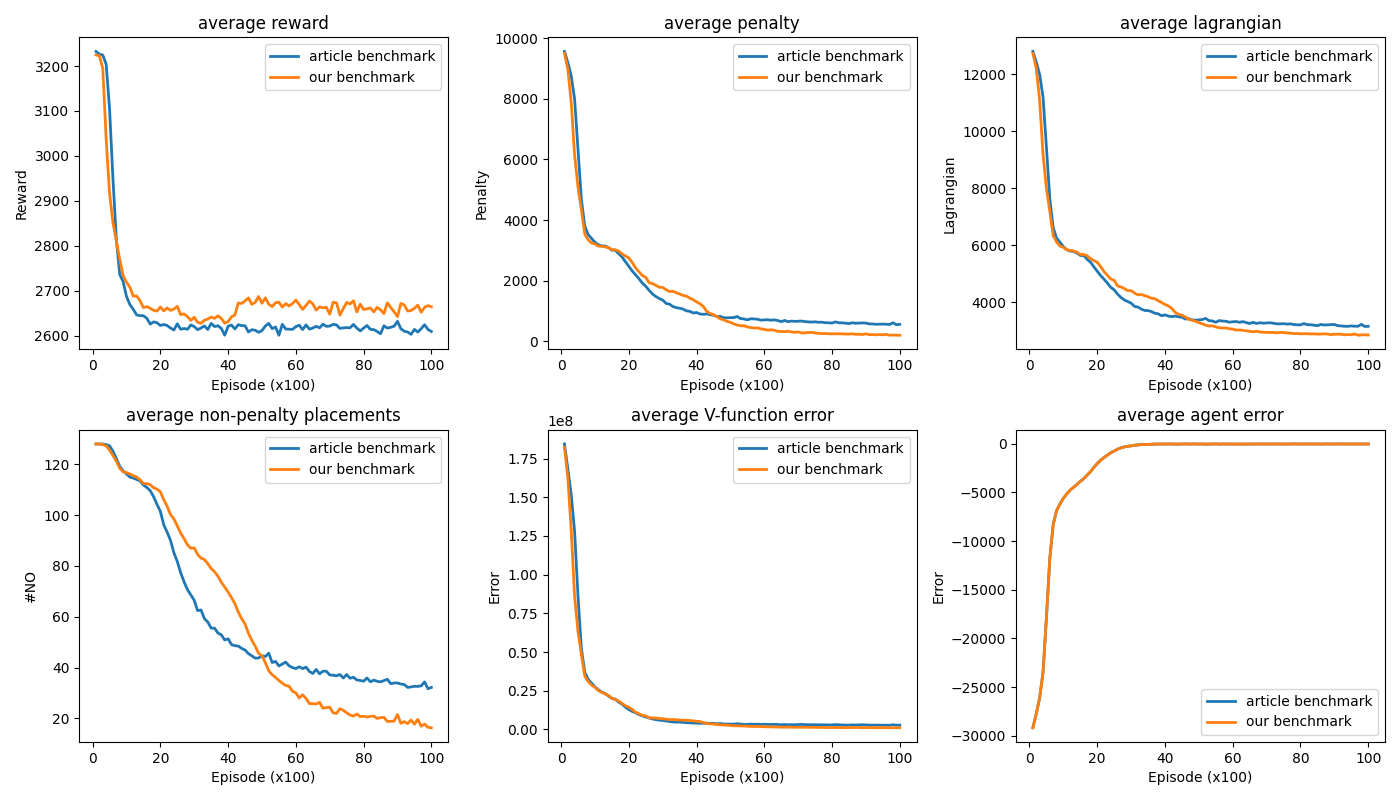 average reward
3200
3100
3000
2900
2800
2700
2600
Reward
0 20 40 60 80 100
Episode (x100)
article benchmark
our benchmark
average penalty
10000
8000
6000
4000
2000
0
Penalty
0 20 40 60 80 100
Episode (x100)
article benchmark
our benchmark
average lagrangian
12000
10000
8000
6000
4000
Lagrangian
0 20 40 60 80 100
Episode (x100)
article benchmark
our benchmark
average non-penalty placements
120
100
80
60
40
20
#NO
0 20 40 60 80 100
Episode (x100)
article benchmark
our benchmark
average V-function error
1e8
1.75
1.50
1.25
1.00
0.75
0.50
0.25
0.00
Error
0 20 40 60 80 100
Episode (x100)
article benchmark
our benchmark
average agent error
0
−5000
−10000
−15000
−20000
−25000
−30000
Error
0 20 40 60 80 100
Episode (x100)
article benchmark
our benchmark